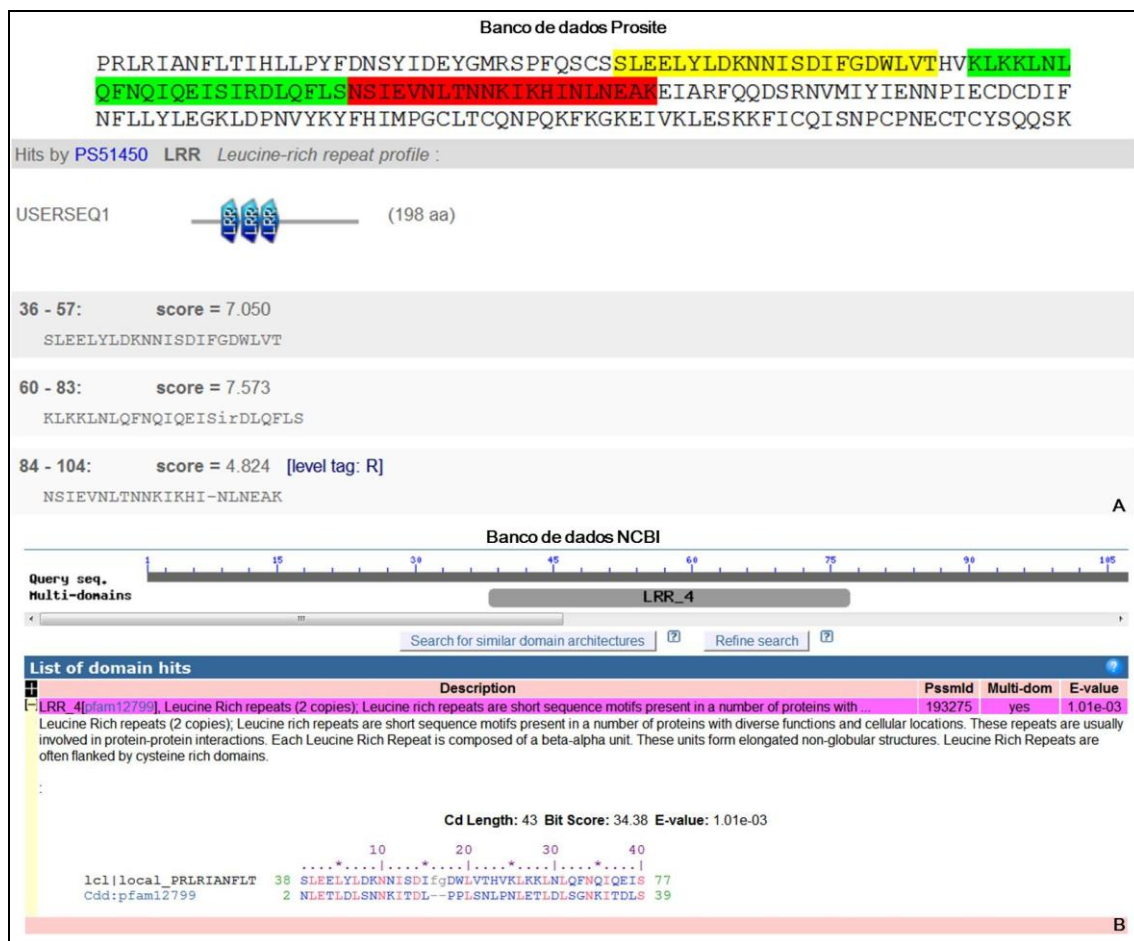 Banco de dados Prosite
PRLRIANFLTIHLLPYFDNSYIDEYGMRSPFQSCSSLEELYLDKNNISDIFGDWLVTHVKLKKLNL
QFNQIQEISIRDLQFLSNSIEVNLTNNKIKHINLNEAKEIARFQQDSRNVMIYIENNPIECDCDIF
NFLLYLEGKLDPNVYKYFHIMPGCLTCQNPQKFKGKEIVKLESKKFICQISNPCPNECTCYSQQSK
Hits by PS51450 LRR Leucine-rich repeat profile :
USERSEQ1 LRR LRR LRR (198 aa)
36 - 57: score = 7.050
SLEELYLDKNNISDIFGDWLVT
60 - 83: score = 7.573
KLKKLNLQFNQIQEISirDLQFLS
84 - 104: score = 4.824 [level tag: R]
NSIEVNLTNNKIKHI-NLNEAK
A
Banco de dados NCBI
1 15 30 45 60 75 90 105
Query seq.
Multi-domains LRR_4
Search for similar domain architectures ? Refine search ?
List of domain hits ?
Description PssmId Multi-dom E-value
[-] LRR_4[pfam12799], Leucine Rich repeats (2 copies); Leucine rich repeats are short sequence motifs present in a number of proteins with ... 193275 yes 1.01e-03
Leucine Rich repeats (2 copies); Leucine rich repeats are short sequence motifs present in a number of proteins with diverse functions and cellular locations. These repeats are usually
involved in protein-protein interactions. Each Leucine Rich Repeat is composed of a beta-alpha unit. These units form elongated non-globular structures. Leucine Rich Repeats are
often flanked by cysteine rich domains.
:
Cd Length: 43 Bit Score: 34.38 E-value: 1.01e-03
10 20 30 40
....*....|....*....|....*....|....*....|
lcl|local_PRLRIANFLT 38 SLEELYLDKNNISDIfgDWLVTHVKLKKLNLQFNQIQEIS 77
Cdd:pfam12799 2 NLETLDLSNNKITDL--PPLSNLPNLETLDLSGNKITDLS 39
B